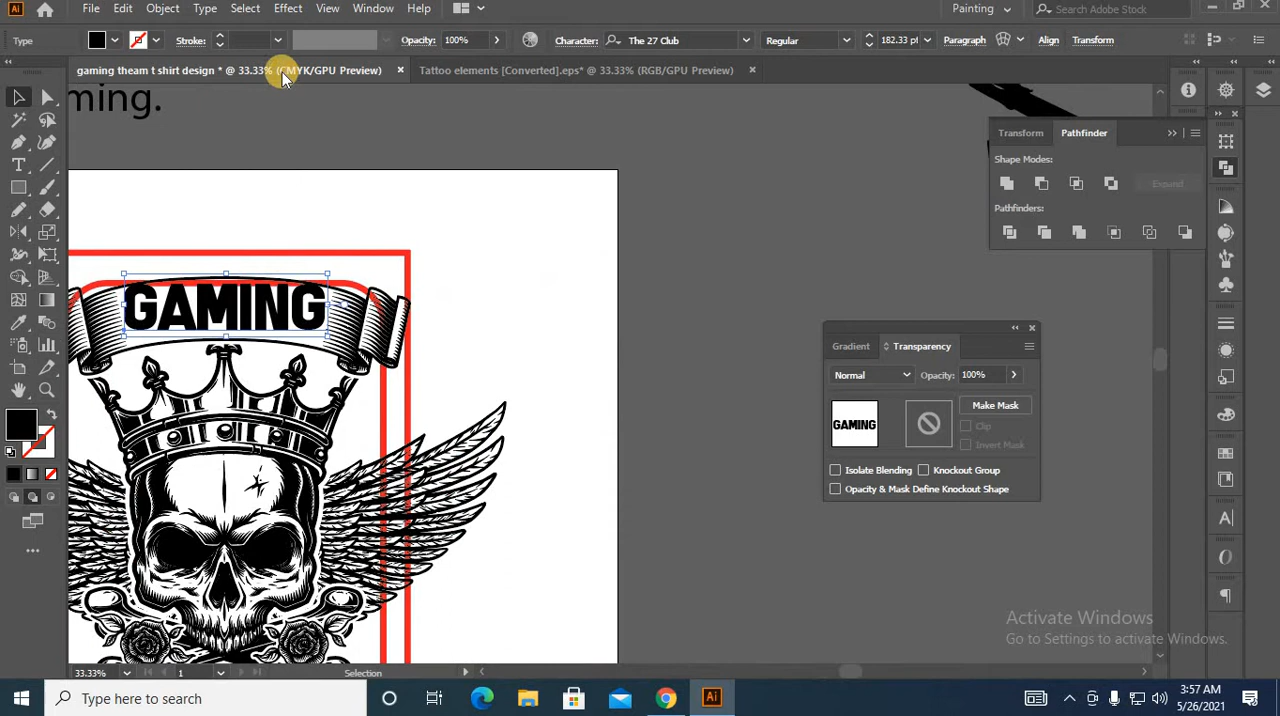 File Edit Object Type Select Effect View Window Help Painting Search Adobe Stock
Type Stroke: Opacity: 100% Character: The 27 Club Regular 182.33 pt Paragraph Align Transform
gaming theam t shirt design * @ 33.33% (CMYK/GPU Preview) Tattoo elements [Converted].eps* @ 33.33% (RGB/GPU Preview)
ming.
Transform Pathfinder
Shape Modes:
Expand
Pathfinders:
GAMING
Gradient Transparency
Normal Opacity: 100%
Make Mask
GAMING
Clip
Invert Mask
Isolate Blending Knockout Group
Opacity & Mask Define Knockout Shape
Activate Windows
Go to Settings to activate Windows.
33.33% 1 Selection
Type here to search
3:57 AM
5/26/2021